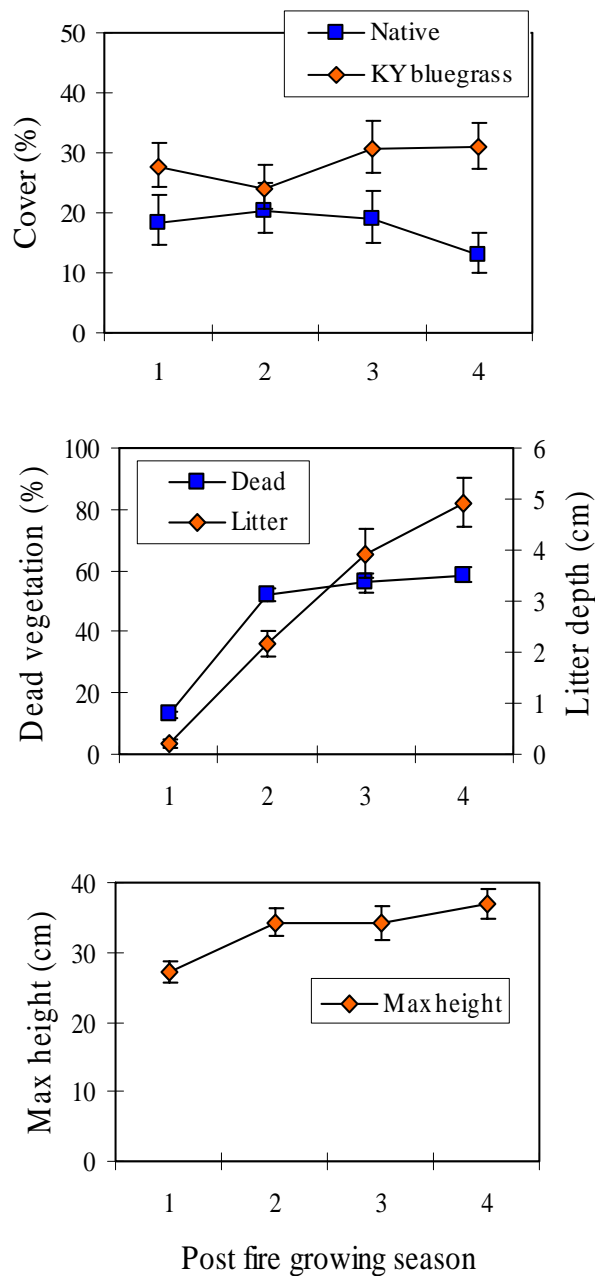 Native
KY bluegrass
50
40
30
20
10
0
Cover (%)
1 2 3 4
Dead
Litter
100
80
60
40
20
0
Dead vegetation (%)
6
5
4
3
2
1
0
Litter depth (cm)
1 2 3 4
Max height
40
30
20
10
0
Max height (cm)
1 2 3 4
Post fire growing season